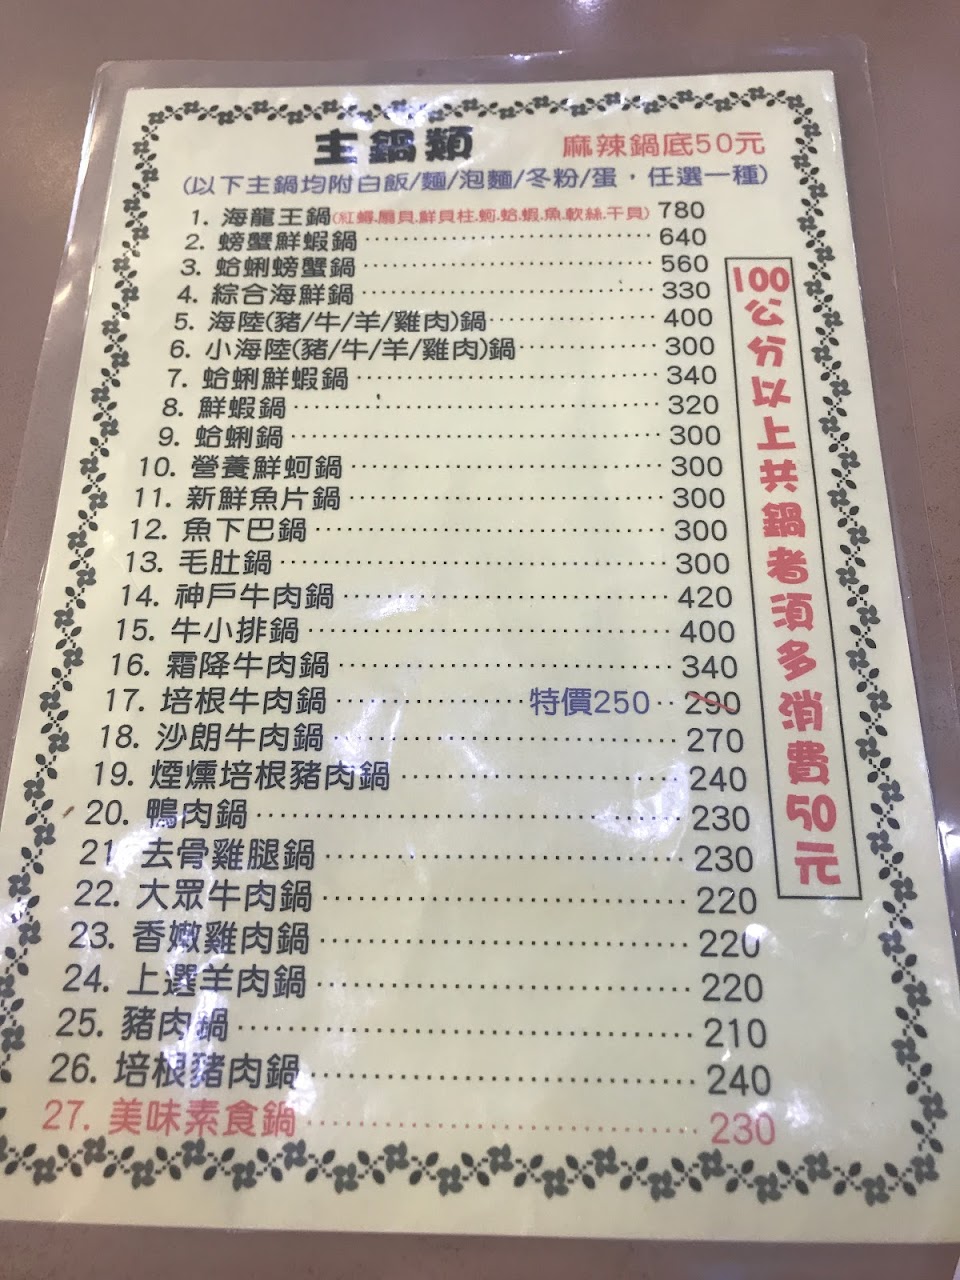 主鍋類 麻辣鍋底50元
(以下主鍋均附白飯/麵/泡麵/冬粉/蛋，任選一種)
1. 海龍王鍋(紅蟳.扇貝.鮮貝柱.蚵.蛤.蝦.魚.軟絲.干貝) 780
2. 螃蟹鮮蝦鍋 640
3. 蛤蜊螃蟹鍋 560
4. 綜合海鮮鍋 330
5. 海陸(豬/牛/羊/雞肉)鍋 400
6. 小海陸(豬/牛/羊/雞肉)鍋 300
7. 蛤蜊鮮蝦鍋 340
8. 鮮蝦鍋 320
9. 蛤蜊鍋 300
10. 營養鮮蚵鍋 300
11. 新鮮魚片鍋 300
12. 魚下巴鍋 300
13. 毛肚鍋 300
14. 神戶牛肉鍋 420
15. 牛小排鍋 400
16. 霜降牛肉鍋 340
17. 培根牛肉鍋 特價250 290
18. 沙朗牛肉鍋 270
19. 煙燻培根豬肉鍋 240
20. 鴨肉鍋 230
21. 去骨雞腿鍋 230
22. 大眾牛肉鍋 220
23. 香嫩雞肉鍋 220
24. 上選羊肉鍋 220
25. 豬肉鍋 210
26. 培根豬肉鍋 240
27. 美味素食鍋 230
100公分以上共鍋者須多消費50元